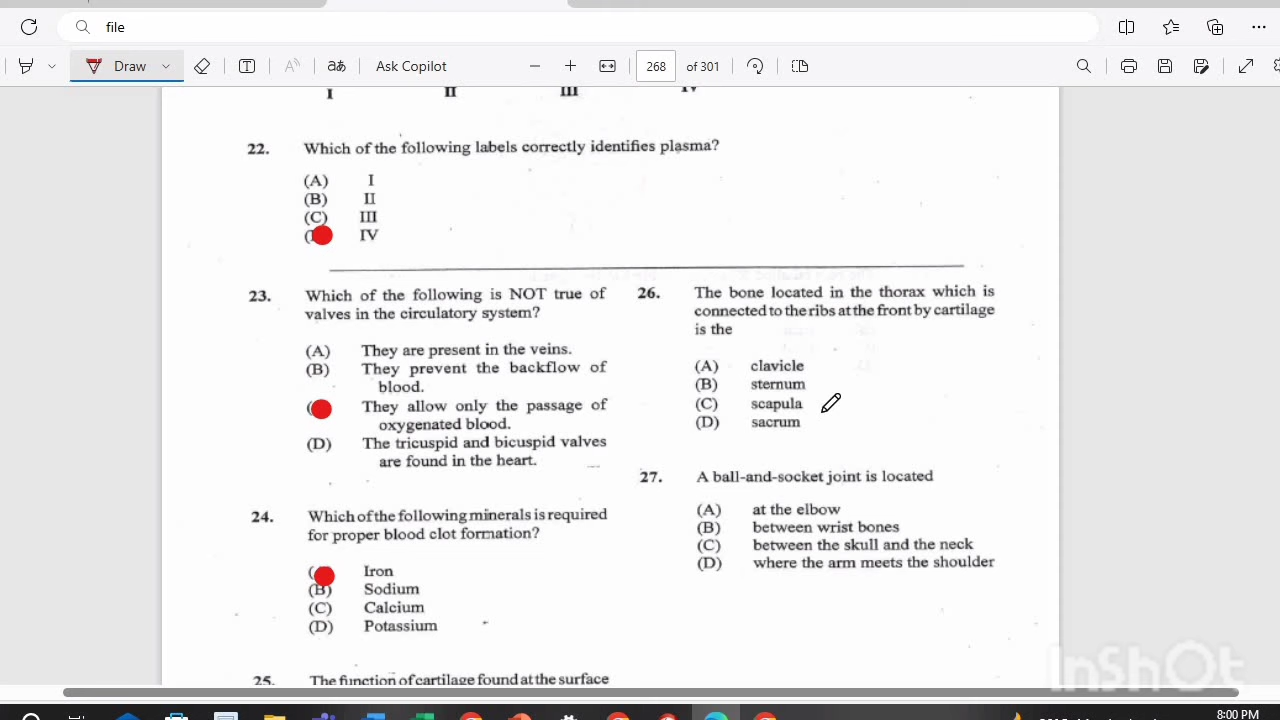 file
Draw
Ask Copilot
268
of 301
I II III IV
22. Which of the following labels correctly identifies plasma?
(A) I
(B) II
(C) III
IV
23. Which of the following is NOT true of
valves in the circulatory system?
(A) They are present in the veins.
(B) They prevent the backflow of
blood.
They allow only the passage of
oxygenated blood.
(D) The tricuspid and bicuspid valves
are found in the heart.
24. Which of the following minerals is required
for proper blood clot formation?
Iron
(B) Sodium
(C) Calcium
(D) Potassium
25. The function of cartilage found at the surface
26. The bone located in the thorax which is
connected to the ribs at the front by cartilage
is the
(A) clavicle
(B) sternum
(C) scapula
(D) sacrum
27. A ball-and-socket joint is located
(A) at the elbow
(B) between wrist bones
(C) between the skull and the neck
(D) where the arm meets the shoulder
InShOt
8:00 PM